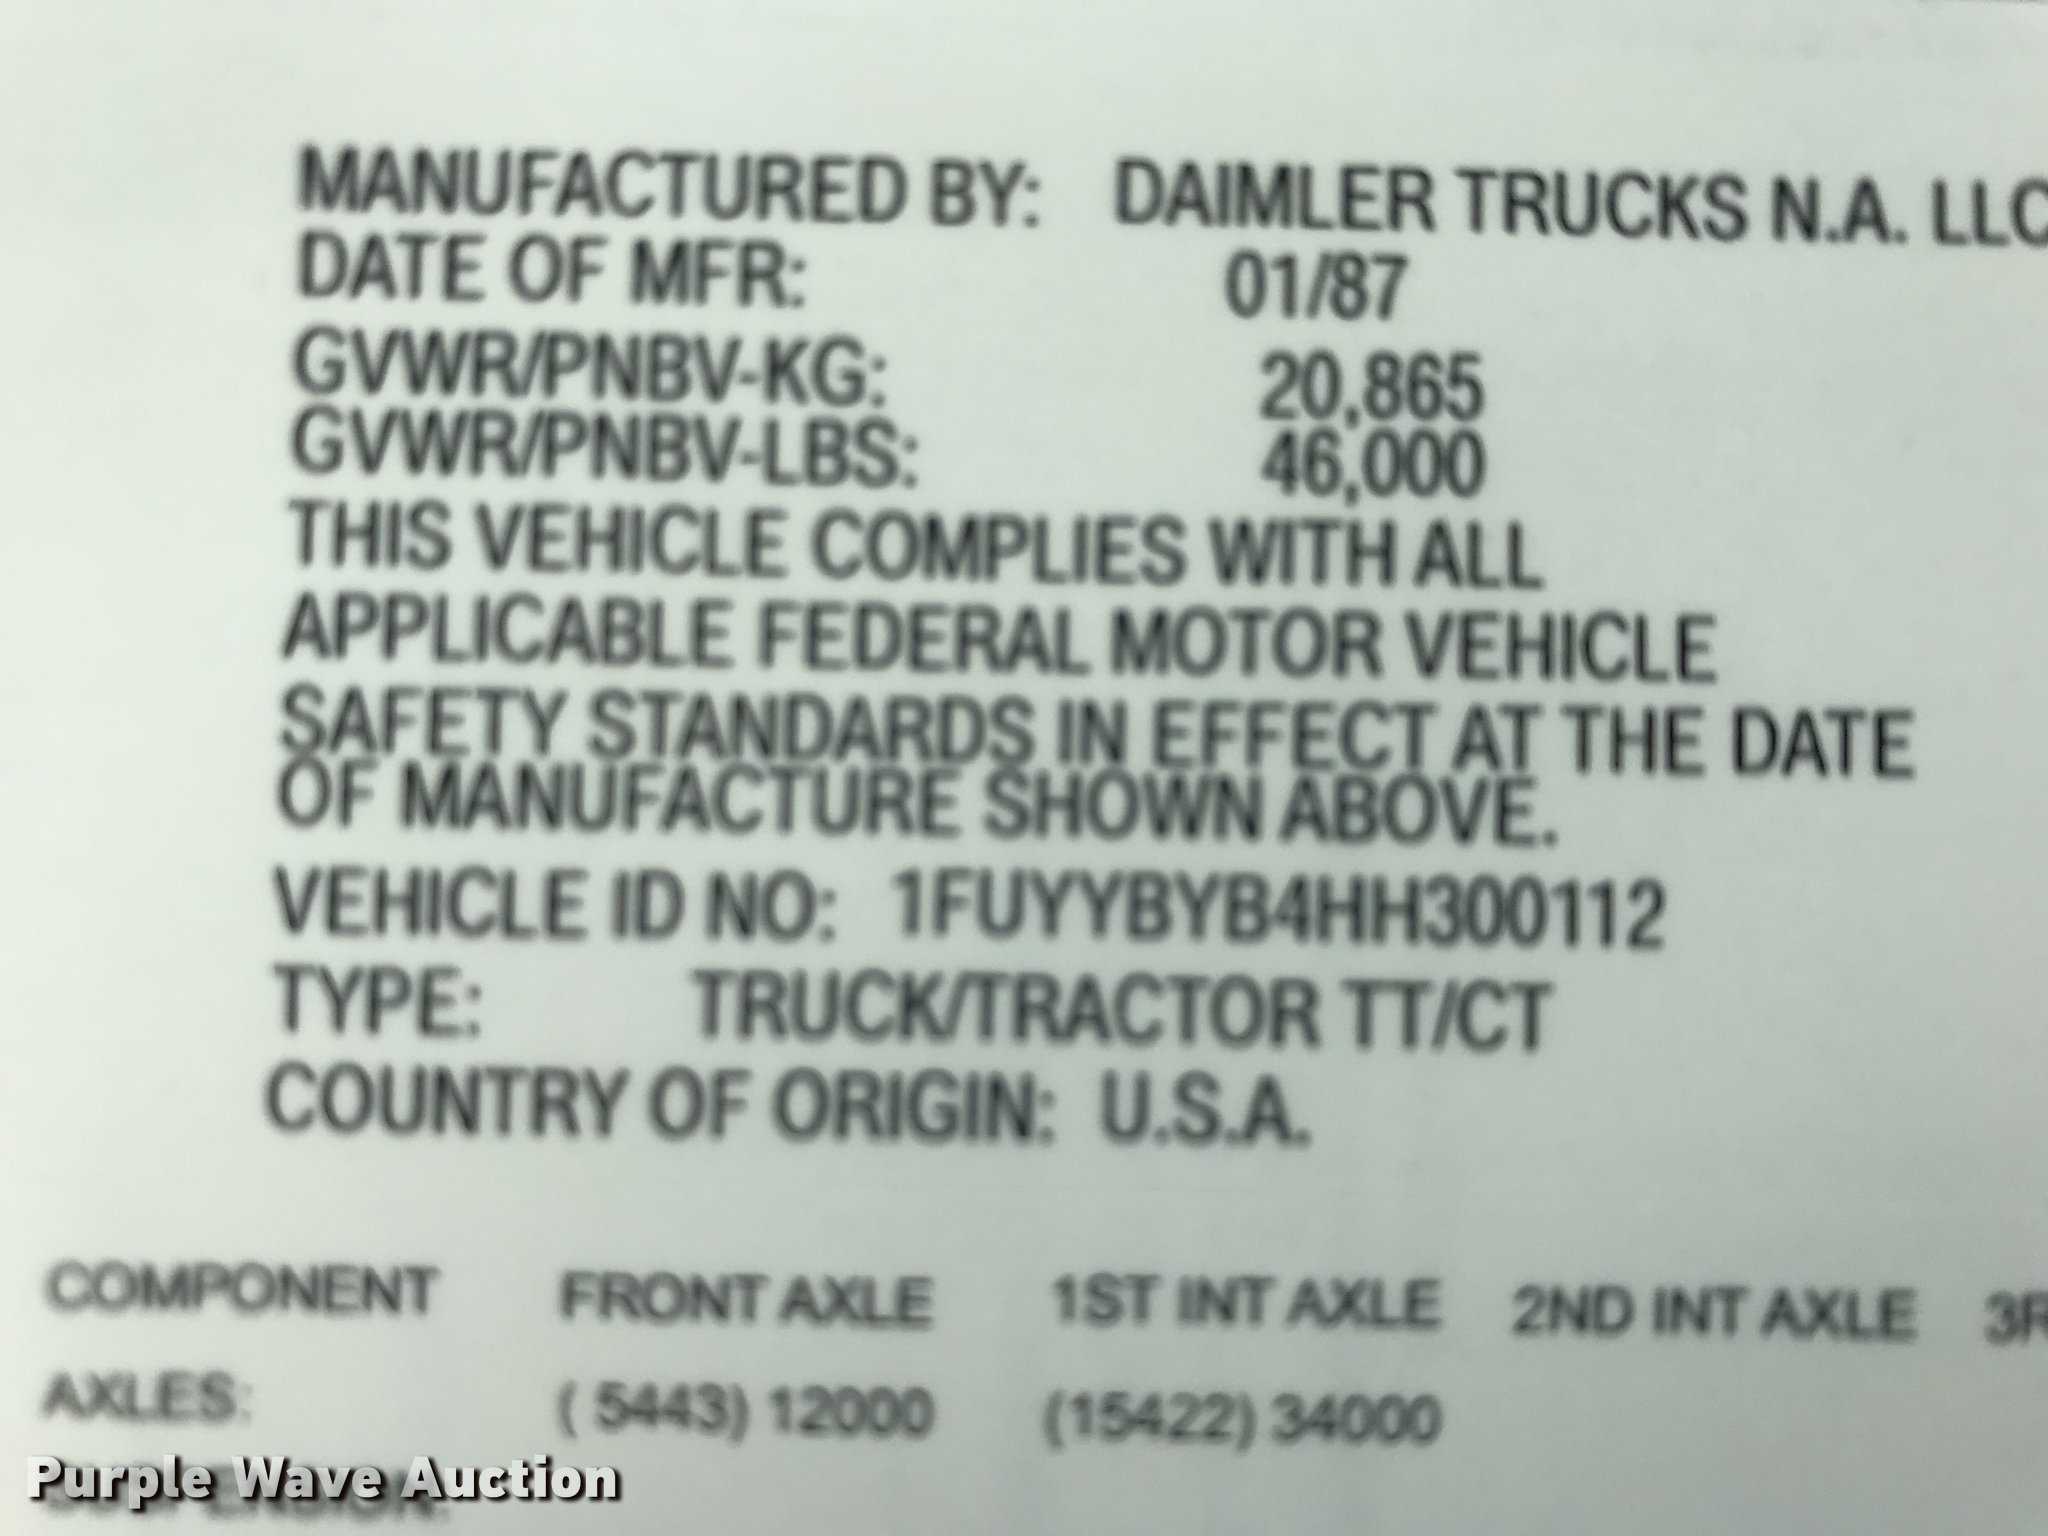 MANUFACTURED BY: DAIMLER TRUCKS N.A. LLC
DATE OF MFR: 01/87
GVWR/PNBV-KG: 20,865
GVWR/PNBV-LBS: 46,000
THIS VEHICLE COMPLIES WITH ALL
APPLICABLE FEDERAL MOTOR VEHICLE
SAFETY STANDARDS IN EFFECT AT THE DATE
OF MANUFACTURE SHOWN ABOVE.
VEHICLE ID NO: 1FUYYBYB4HH300112
TYPE: TRUCK/TRACTOR TT/CT
COUNTRY OF ORIGIN: U.S.A.
COMPONENT FRONT AXLE 1ST INT AXLE 2ND INT AXLE 3R
AXLES: ( 5443) 12000 (15422) 34000
Purple Wave Auction